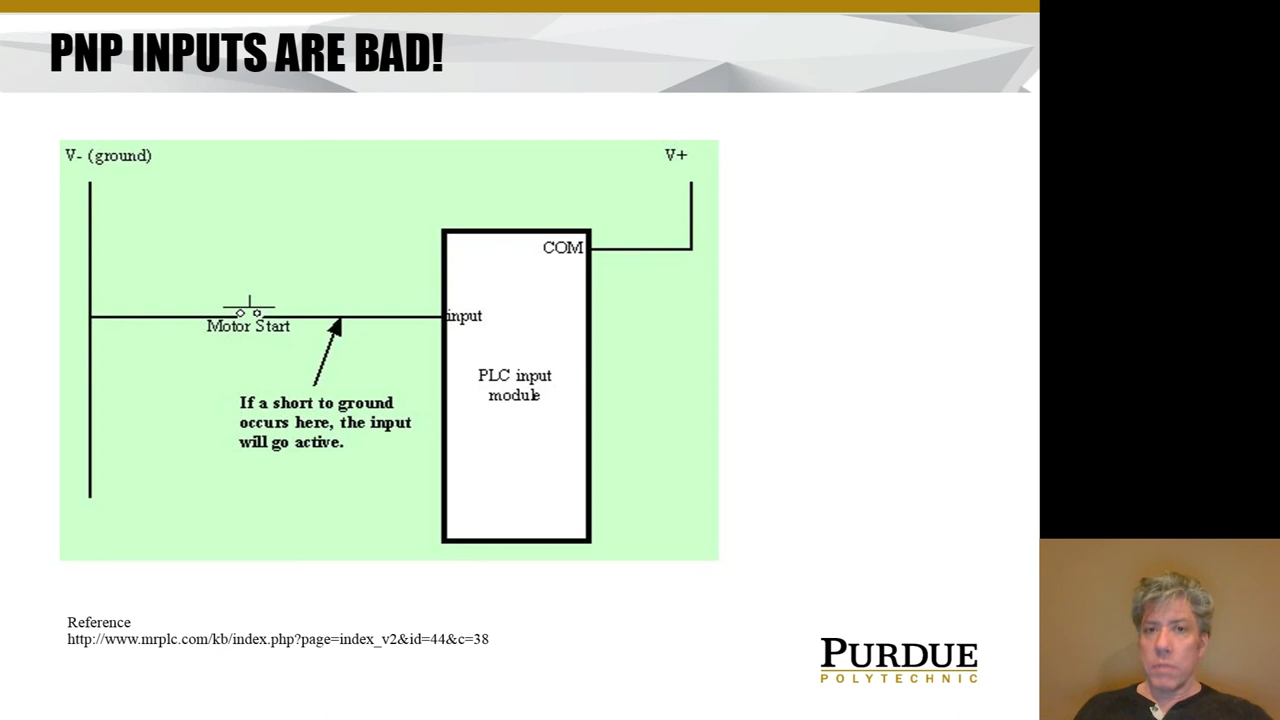 PNP INPUTS ARE BAD!
V- (ground)
V+
COM
Motor Start
input
PLC input
module
If a short to ground
occurs here, the input
will go active.
Reference
http://www.mrplc.com/kb/index.php?page=index_v2&id=44&c=38
PURDUE
POLYTECHNIC